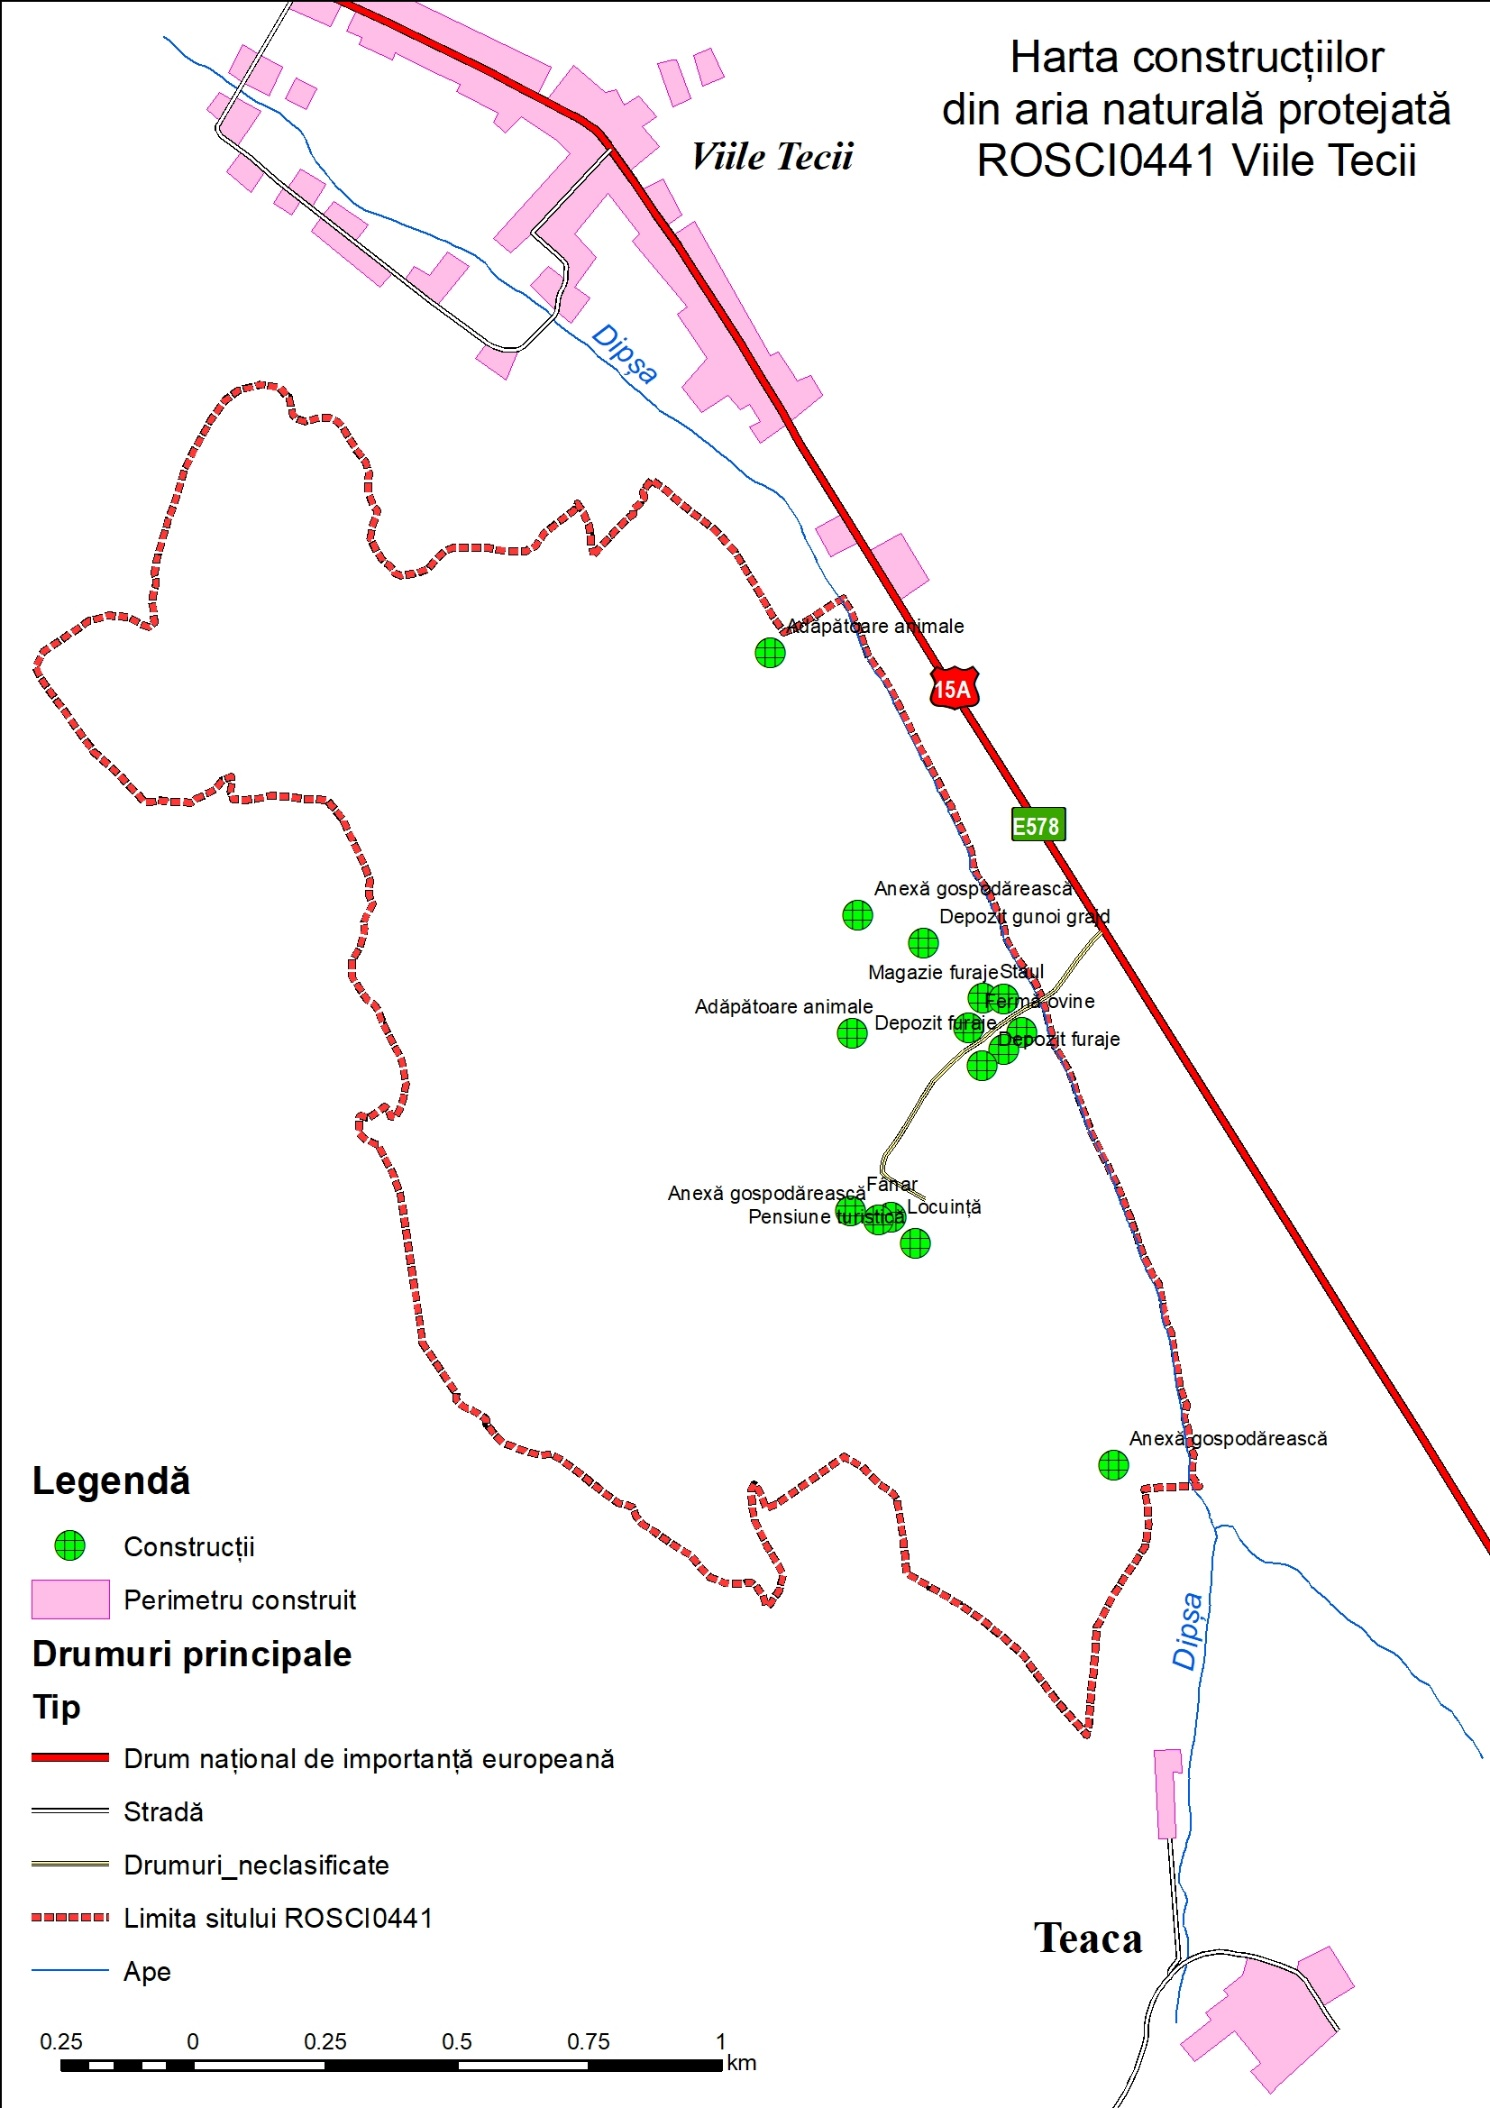 Harta construcțiilor
din aria naturală protejată
ROSCI0441 Viile Tecii
Viile Tecii
Dipșa
Adăpătoare animale
15A
E578
Anexă gospodărească
Depozit gunoi grajd
Magazie furaje
Staul
Fermă ovine
Adăpătoare animale
Depozit furaje
Depozit furaje
Fânar
Anexă gospodărească
Locuință
Pensiune turistică
Anexă gospodărească
Dipșa
Teaca
Legendă
Construcții
Perimetru construit
Drumuri principale
Tip
Drum național de importanță europeană
Stradă
Drumuri_neclasificate
Limita sitului ROSCI0441
Ape
0.25 0 0.25 0.5 0.75 1
km